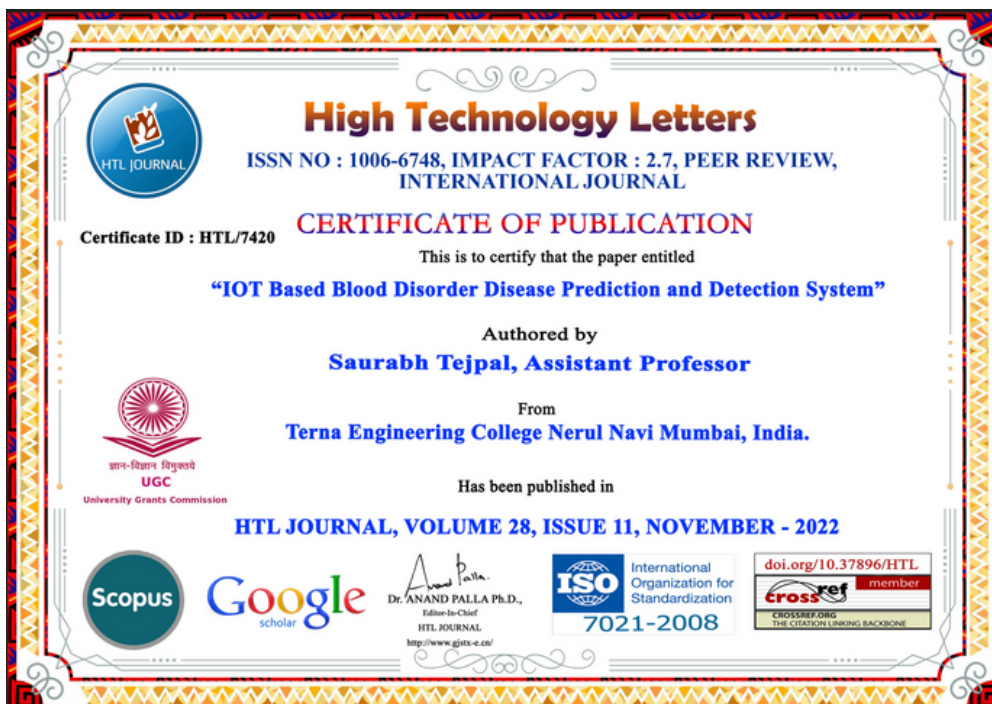 High Technology Letters
HTL JOURNAL
ISSN NO : 1006-6748, IMPACT FACTOR : 2.7, PEER REVIEW,
INTERNATIONAL JOURNAL
CERTIFICATE OF PUBLICATION
Certificate ID : HTL/7420
This is to certify that the paper entitled
“IOT Based Blood Disorder Disease Prediction and Detection System”
Authored by
Saurabh Tejpal, Assistant Professor
From
Terna Engineering College Nerul Navi Mumbai, India.
ज्ञान-विज्ञान विमुक्तये
UGC
University Grants Commission
Has been published in
HTL JOURNAL, VOLUME 28, ISSUE 11, NOVEMBER - 2022
Scopus
Google
scholar
Anand Palla.
Dr. ANAND PALLA Ph.D.,
Editor-In-Chief
HTL JOURNAL
http://www.gjstx-e.cn/
ISO
International
Organization for
Standardization
7021-2008
doi.org/10.37896/HTL
crossref
member
CROSSREF.ORG
THE CITATION LINKING BACKBONE